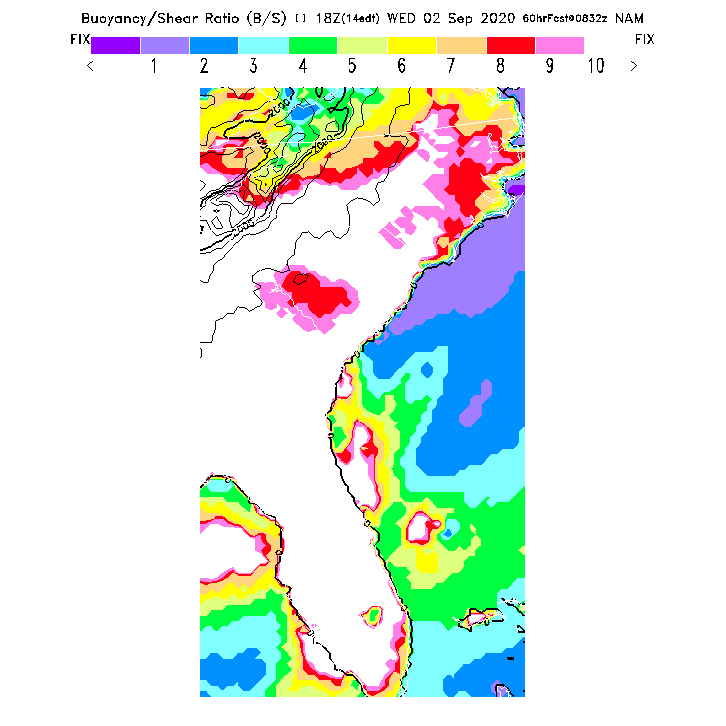 Buoyancy/Shear Ratio (B/S) [] 18Z(14edt) WED 02 Sep 2020 60hrFcst@0832z NAM
FIX FIX
< 1 2 3 4 5 6 7 8 9 10 >